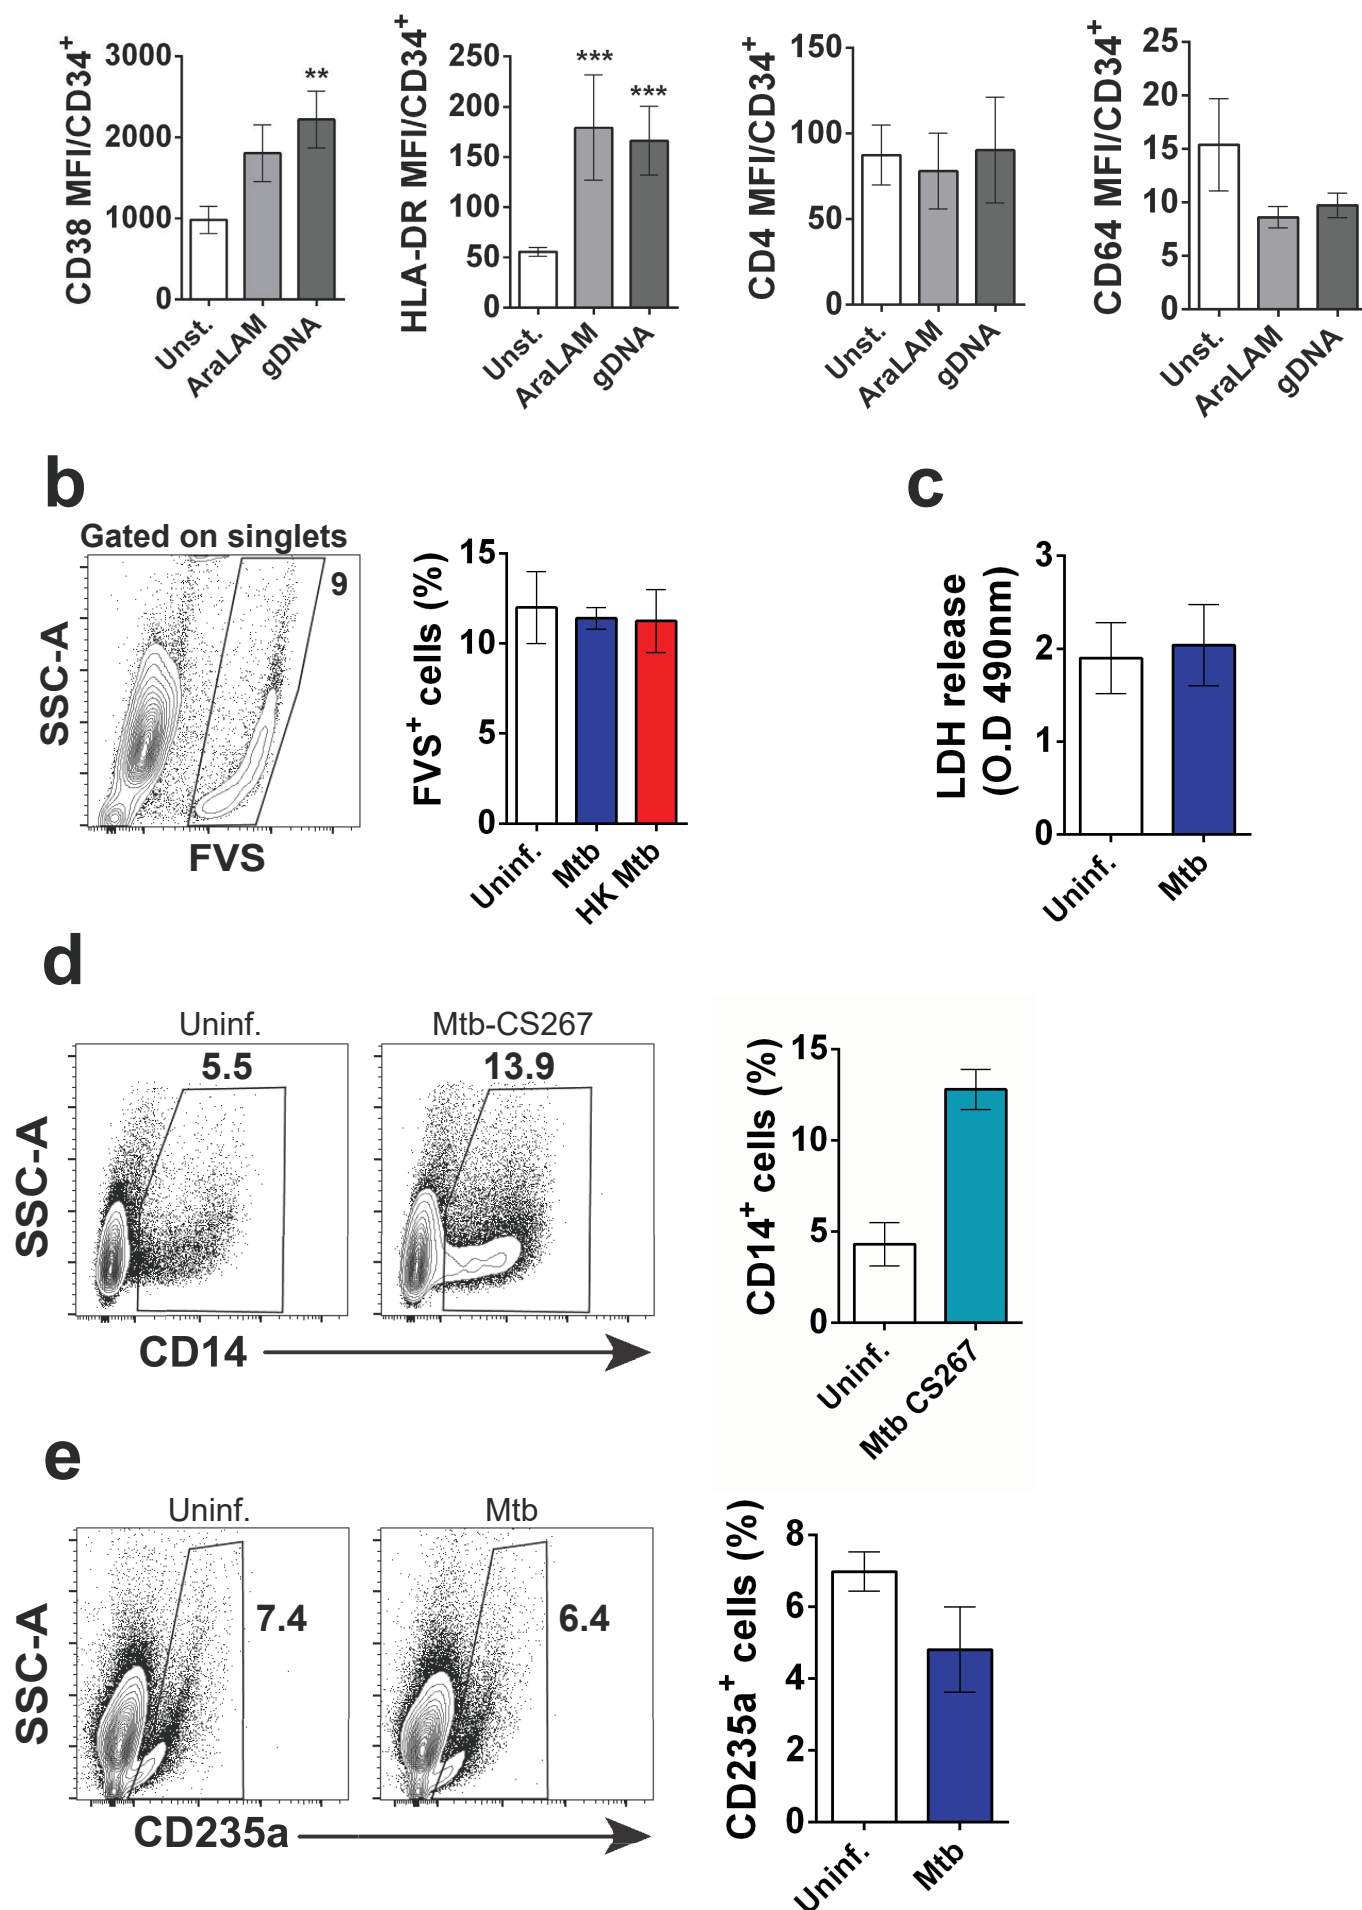 CD38 MFI/CD34+
3000
2000
1000
0
**
Unst.
AraLAM
gDNA
HLA-DR MFI/CD34+
250
200
150
100
50
0
***
***
Unst.
AraLAM
gDNA
CD4 MFI/CD34+
150
100
50
0
Unst.
AraLAM
gDNA
CD64 MFI/CD34+
25
20
15
10
5
0
Unst.
AraLAM
gDNA
b
Gated on singlets
9
SSC-A
FVS
FVS+ cells (%)
15
10
5
0
Uninf.
Mtb
HK Mtb
c
LDH release
(O.D 490nm)
3
2
1
0
Uninf.
Mtb
d
Uninf.
5.5
Mtb-CS267
13.9
SSC-A
CD14
CD14+ cells (%)
15
10
5
0
Uninf.
Mtb CS267
e
Uninf.
7.4
Mtb
6.4
SSC-A
CD235a
CD235a+ cells (%)
8
6
4
2
0
Uninf.
Mtb